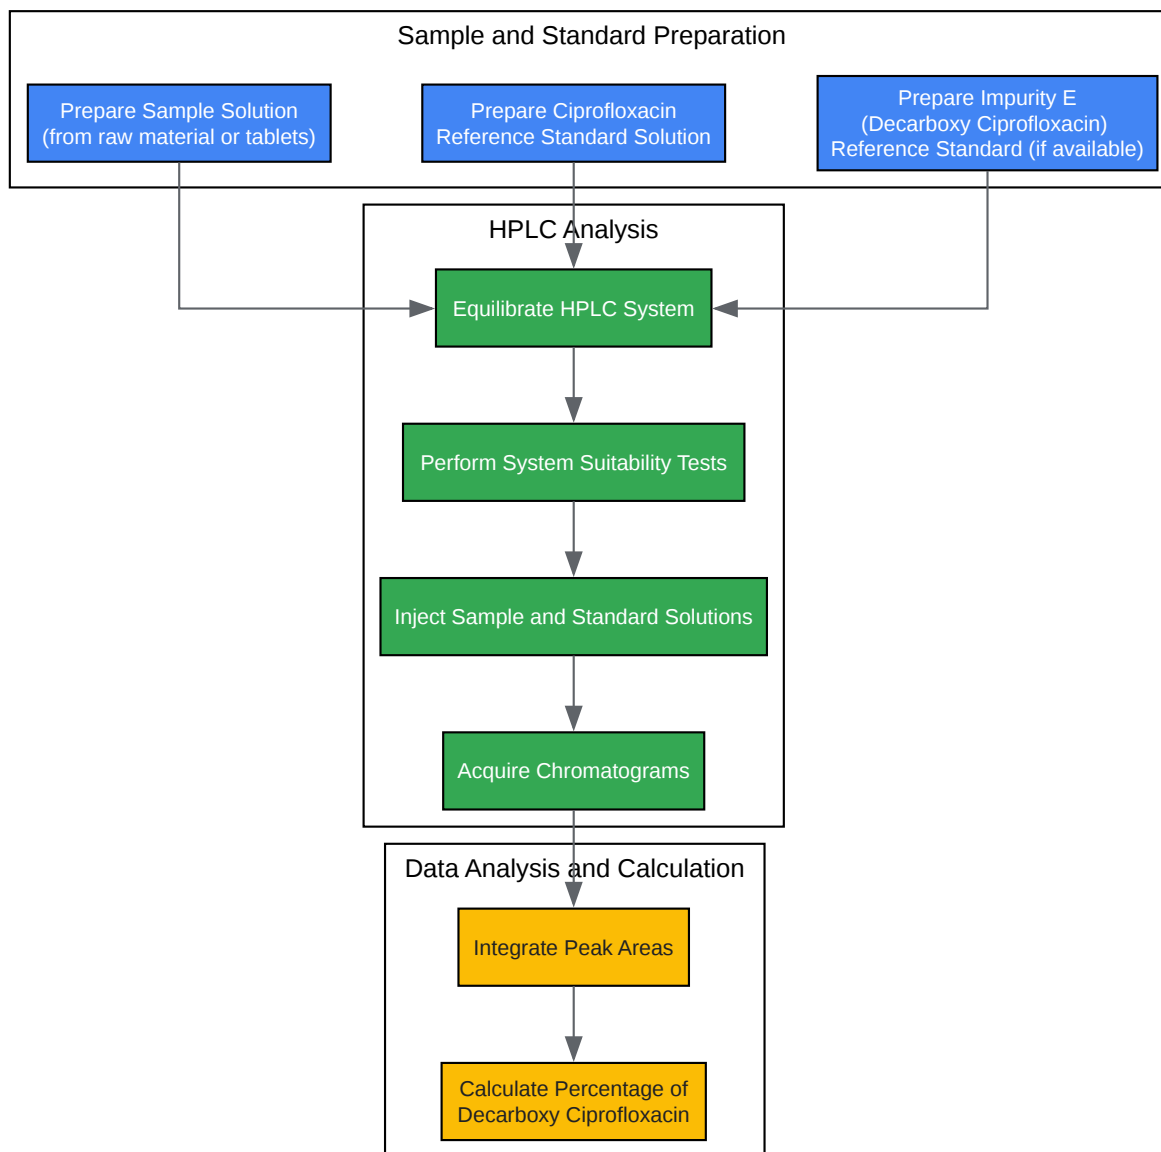 Sample and Standard Preparation
Prepare Sample Solution
(from raw material or tablets)
Prepare Ciprofloxacin
Reference Standard Solution
Prepare Impurity E
(Decarboxy Ciprofloxacin)
Reference Standard (if available)
HPLC Analysis
Equilibrate HPLC System
Perform System Suitability Tests
Inject Sample and Standard Solutions
Acquire Chromatograms
Data Analysis and Calculation
Integrate Peak Areas
Calculate Percentage of
Decarboxy Ciprofloxacin